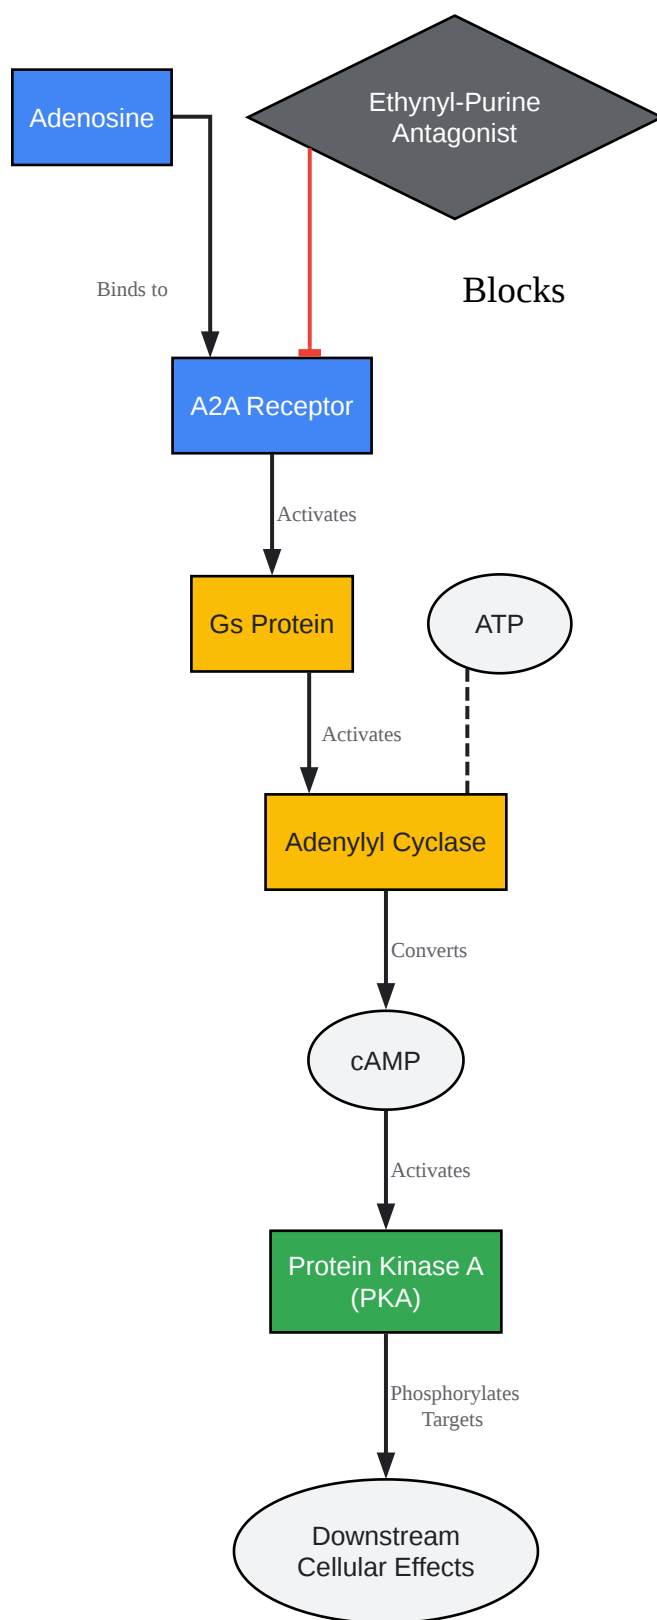 Adenosine
Ethynyl-Purine
Antagonist
Binds to
Blocks
A2A Receptor
Activates
Gs Protein
ATP
Activates
Adenylyl Cyclase
Converts
cAMP
Activates
Protein Kinase A
(PKA)
Phosphorylates
Targets
Downstream
Cellular Effects